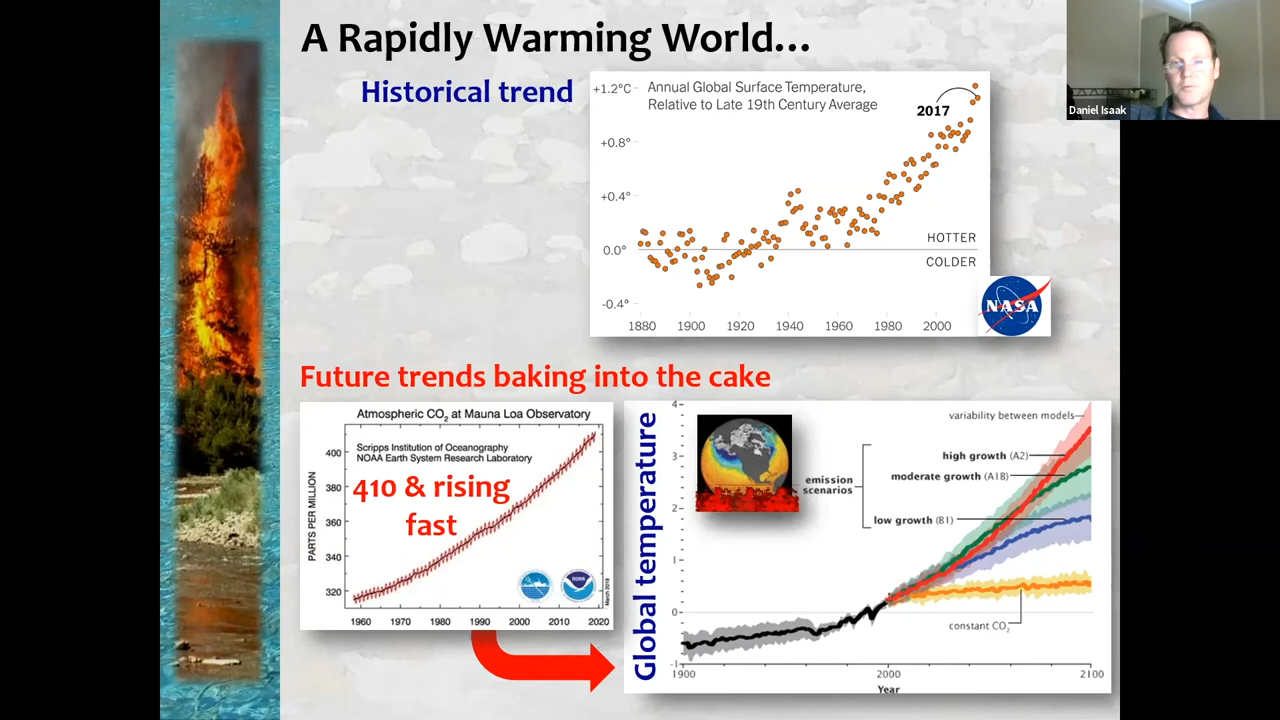 A Rapidly Warming World...
Daniel Isaak
Historical trend
+1.2°C
Annual Global Surface Temperature,
Relative to Late 19th Century Average
2017
+0.8°
+0.4°
0.0°
HOTTER
COLDER
-0.4°
1880 1900 1920 1940 1960 1980 2000
NASA
Future trends baking into the cake
Atmospheric CO2 at Mauna Loa Observatory
Scripps Institution of Oceanography
NOAA Earth System Research Laboratory
410 & rising
fast
PARTS PER MILLION
400
380
360
340
320
1960 1970 1980 1990 2000 2010 2020
March 2019
NOAA
Global temperature
4
3
2
1
0
-1
variability between models
high growth (A2)
moderate growth (A1B)
emission
scenarios
low growth (B1)
constant CO2
1900 2000 2100
Year